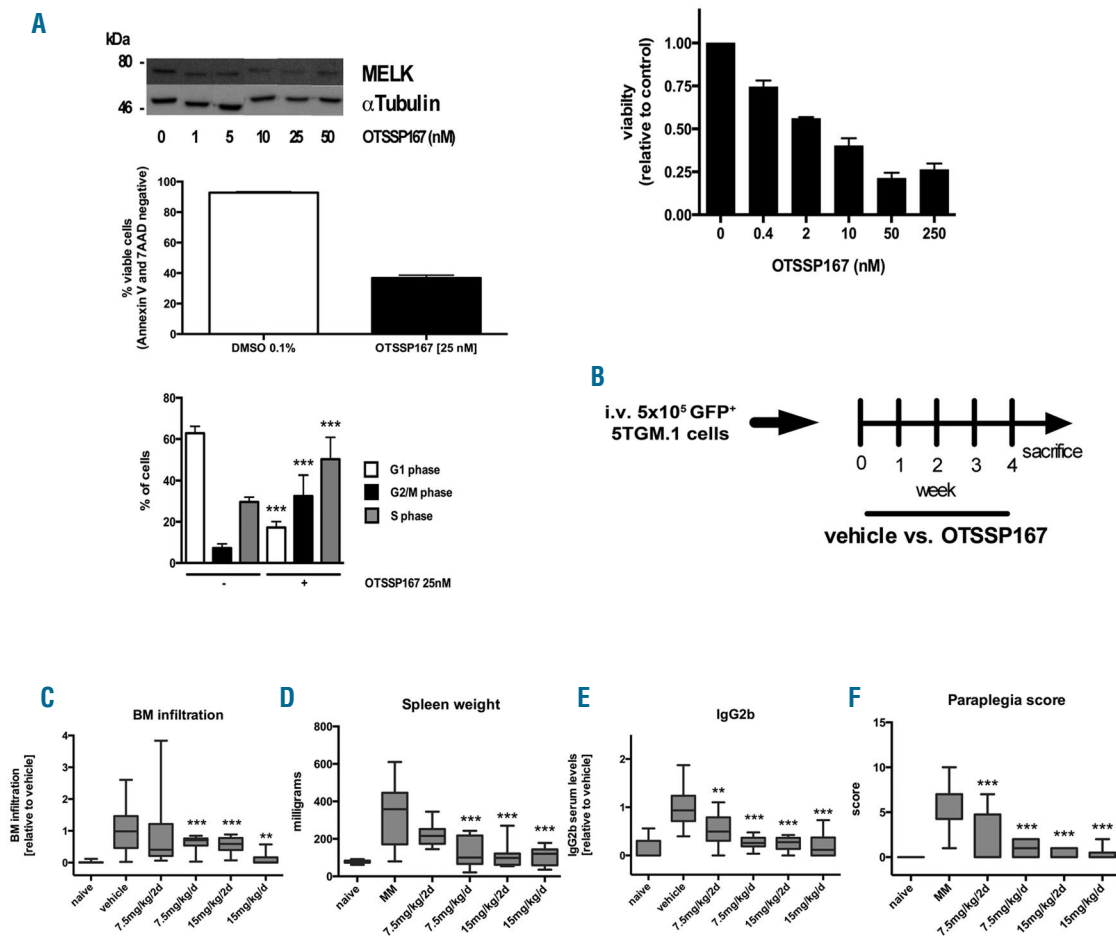 A
kDa
80 -
MELK
46 -
αTubulin
0 1 5 10 25 50 OTSSP167 (nM)
% viable cells
(Annexin V and 7AAD negative)
100
80
60
40
20
0
DMSO 0.1% OTSSP167 [25 nM]
% of cells
80
60
40
20
0
*** *** ***
G1 phase
G2/M phase
S phase
- + OTSSP167 25nM
viabilty
(relative to control)
1.00
0.75
0.50
0.25
0.00
0 0.4 2 10 50 250
OTSSP167 (nM)
B
i.v. 5x10⁵ GFP⁺
5TGM.1 cells
0 1 2 3 4 sacrifice
week
vehicle vs. OTSSP167
C
BM infiltration
BM infiltration
[relative to vehicle]
4
3
2
1
0
*** *** **
naive vehicle 7.5mg/kg/2d 7.5mg/kg/d 15mg/kg/2d 15mg/kg/d
D
Spleen weight
milligrams
800
600
400
200
0
*** *** ***
naive MM 7.5mg/kg/2d 7.5mg/kg/d 15mg/kg/2d 15mg/kg/d
E
IgG2b
IgG2b serum levels
[relative to vehicle]
2
1
0
** *** *** ***
naive vehicle 7.5mg/kg/2d 7.5mg/kg/d 15mg/kg/2d 15mg/kg/d
F
Paraplegia score
score
15
10
5
0
*** *** *** ***
naive MM 7.5mg/kg/2d 7.5mg/kg/d 15mg/kg/2d 15mg/kg/d